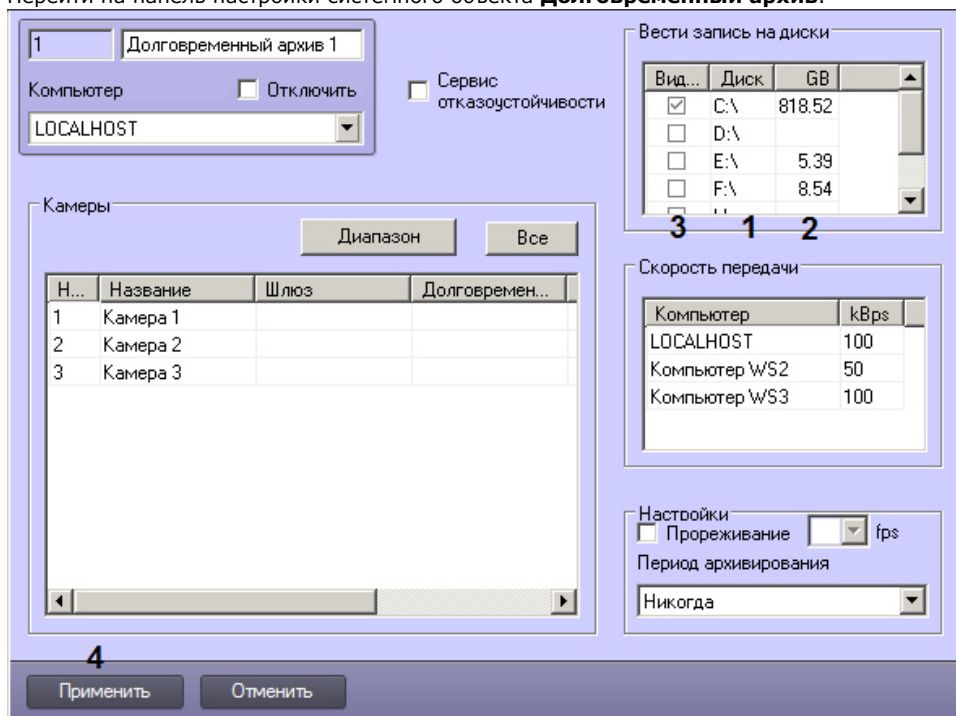 Перейти на панель настройки системного объекта Долговременный архив.
1 Долговременный архив 1
Компьютер Отключить
LOCALHOST
Сервис
отказоустойчивости
Вести запись на диски
Вид... Диск GB
C:\ 818.52
D:\
E:\ 5.39
F:\ 8.54
3 1 2
Камеры
Диапазон Все
Н... Название Шлюз Долговремен...
1 Камера 1
2 Камера 2
3 Камера 3
Скорость передачи
Компьютер kBps
LOCALHOST 100
Компьютер WS2 50
Компьютер WS3 100
Настройки
Прореживание fps
Период архивирования
Никогда
4
Применить Отменить